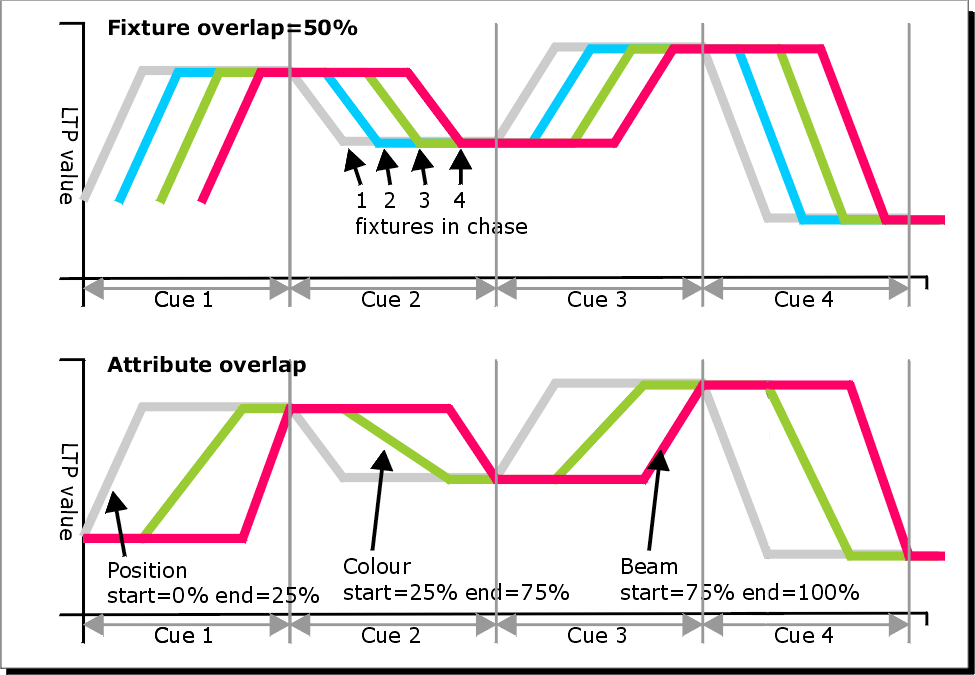 Fixture overlap=50%
LTP value
1 2 3 4
fixtures in chase
Cue 1 Cue 2 Cue 3 Cue 4
Attribute overlap
LTP value
Position
start=0% end=25%
Colour
start=25% end=75%
Beam
start=75% end=100%
Cue 1 Cue 2 Cue 3 Cue 4